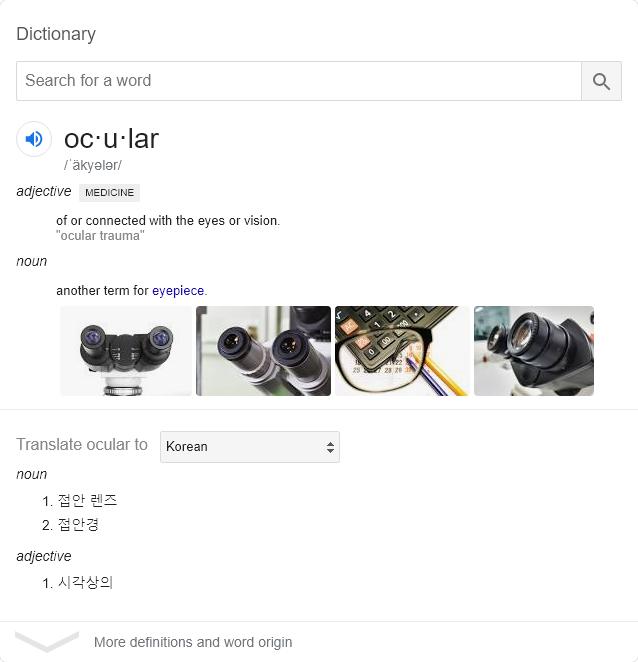 Dictionary
Search for a word
oc·u·lar
/ˈäkyələr/
adjective MEDICINE
of or connected with the eyes or vision.
"ocular trauma"
noun
another term for eyepiece.
Translate ocular to Korean
noun
1. 접안 렌즈
2. 접안경
adjective
1. 시각상의
More definitions and word origin